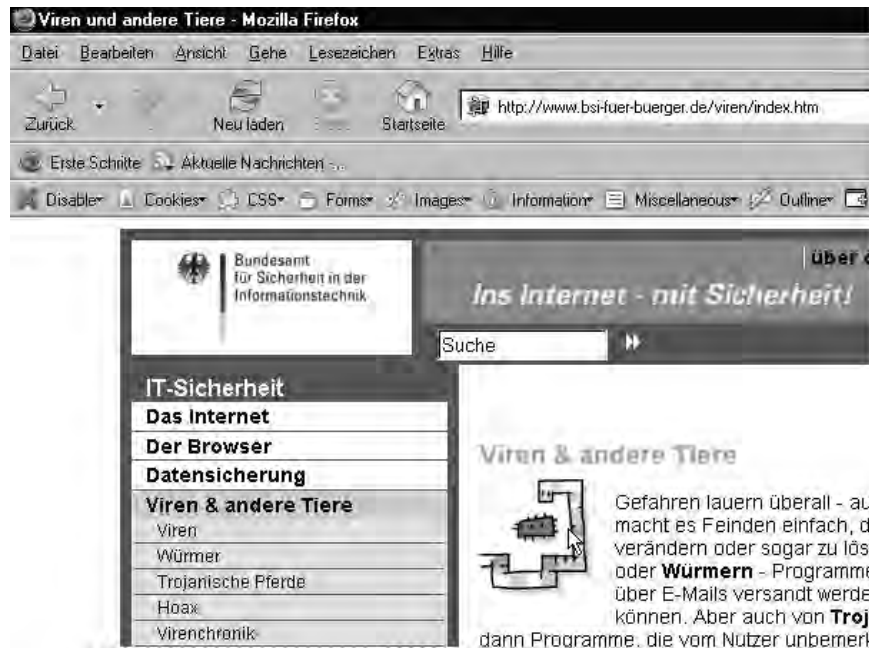 Viren und andere Tiere - Mozilla Firefox
Datei Bearbeiten Ansicht Gehe Lesezeichen Extras Hilfe
Zurück Neu laden Startseite http://www.bsi-fuer-buerger.de/viren/index.htm
Erste Schritte Aktuelle Nachrichten ...
Disable Cookies CSS Forms Images Information Miscellaneous Outline
Bundesamt
für Sicherheit in der
Informationstechnik
über
Ins Internet - mit Sicherheit!
Suche
IT-Sicherheit
Das Internet
Der Browser
Datensicherung
Viren & andere Tiere
Viren
Würmer
Trojanische Pferde
Hoax
Virenchronik
Viren & andere Tiere
Gefahren lauern überall - au
macht es Feinden einfach, d
verändern oder sogar zu lös
oder Würmern - Programme
über E-Mails versandt werde
können. Aber auch von Troj
dann Programme, die vom Nutzer unbemerk